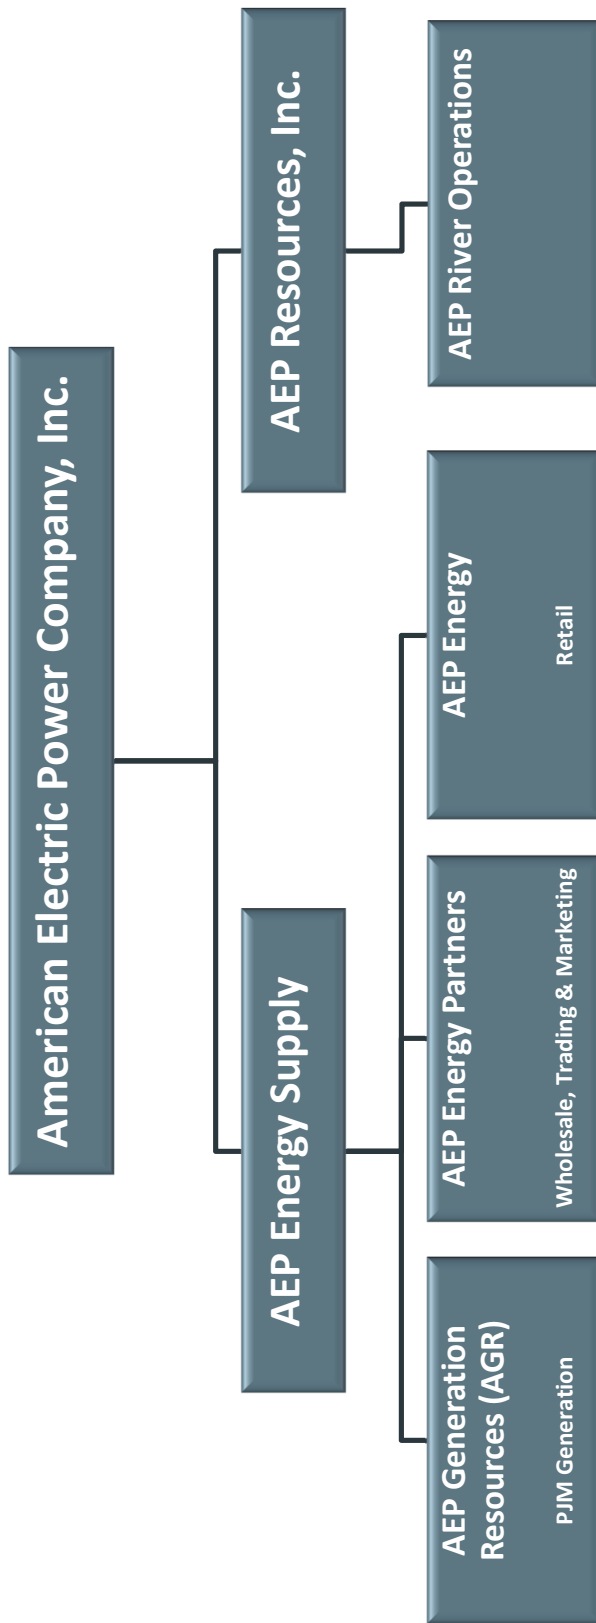 American Electric Power Company, Inc.
AEP Energy Supply
AEP Resources, Inc.
AEP Generation
Resources (AGR)
PJM Generation
AEP Energy Partners
Wholesale, Trading & Marketing
AEP Energy
Retail
AEP River Operations